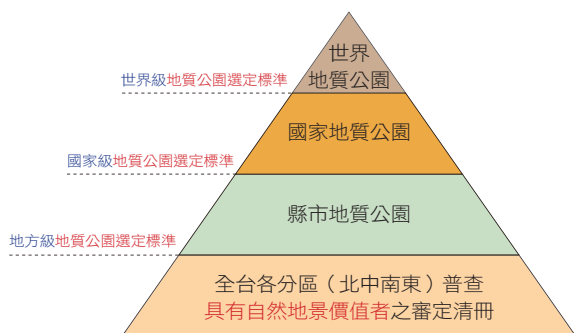 世界
地質公園
世界級地質公園選定標準
國家地質公園
國家級地質公園選定標準
縣市地質公園
地方級地質公園選定標準
全台各分區（北中南東）普查
具有自然地景價值者之審定清冊